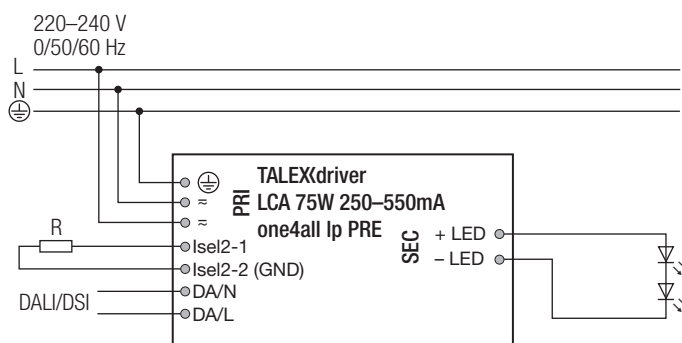 220–240 V
0/50/60 Hz
L
N
PRI
TALEXXdriver
LCA 75W 250–550mA
one4all lp PRE
≂
≂
R
Isel2-1
Isel2-2 (GND)
DALI/DSI
DA/N
DA/L
SEC
+ LED
– LED